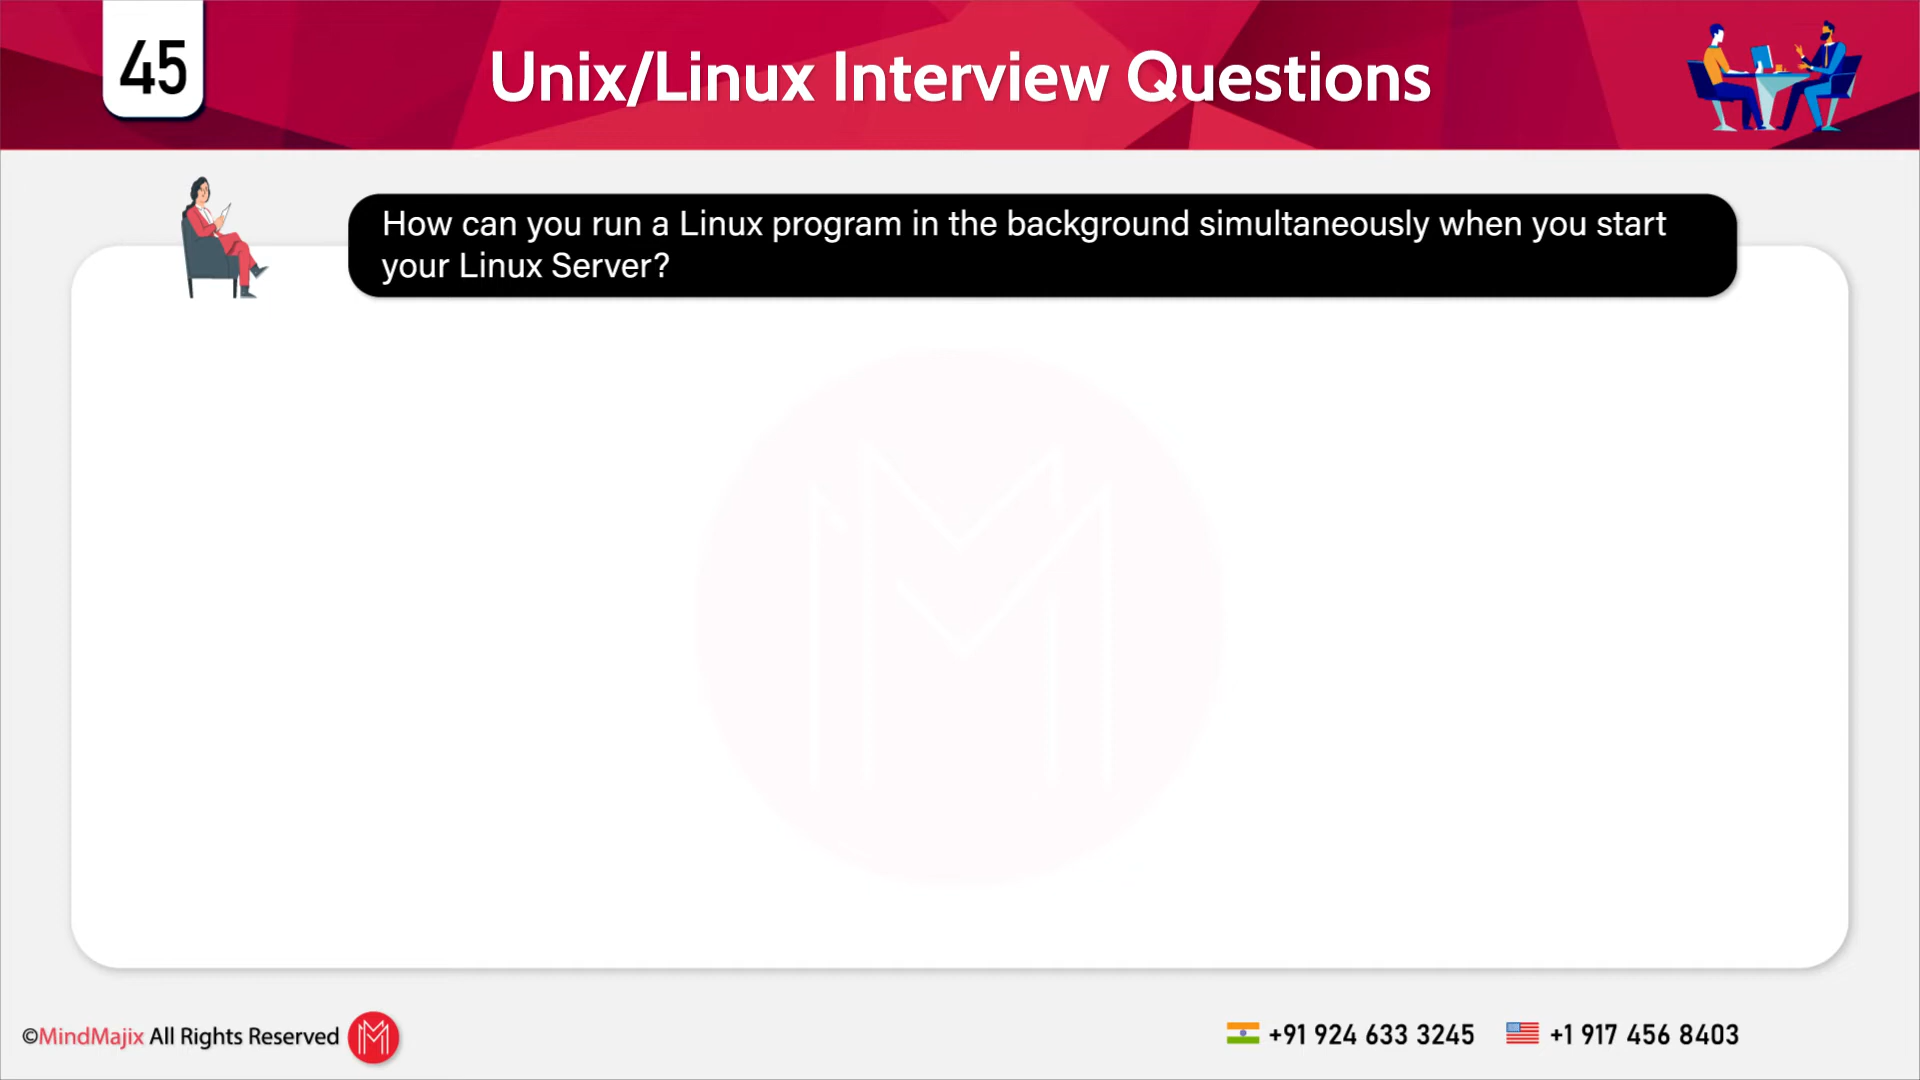 45
Unix/Linux Interview Questions
How can you run a Linux program in the background simultaneously when you start
your Linux Server?
©MindMajix All Rights Reserved
+91 924 633 3245
+1 917 456 8403